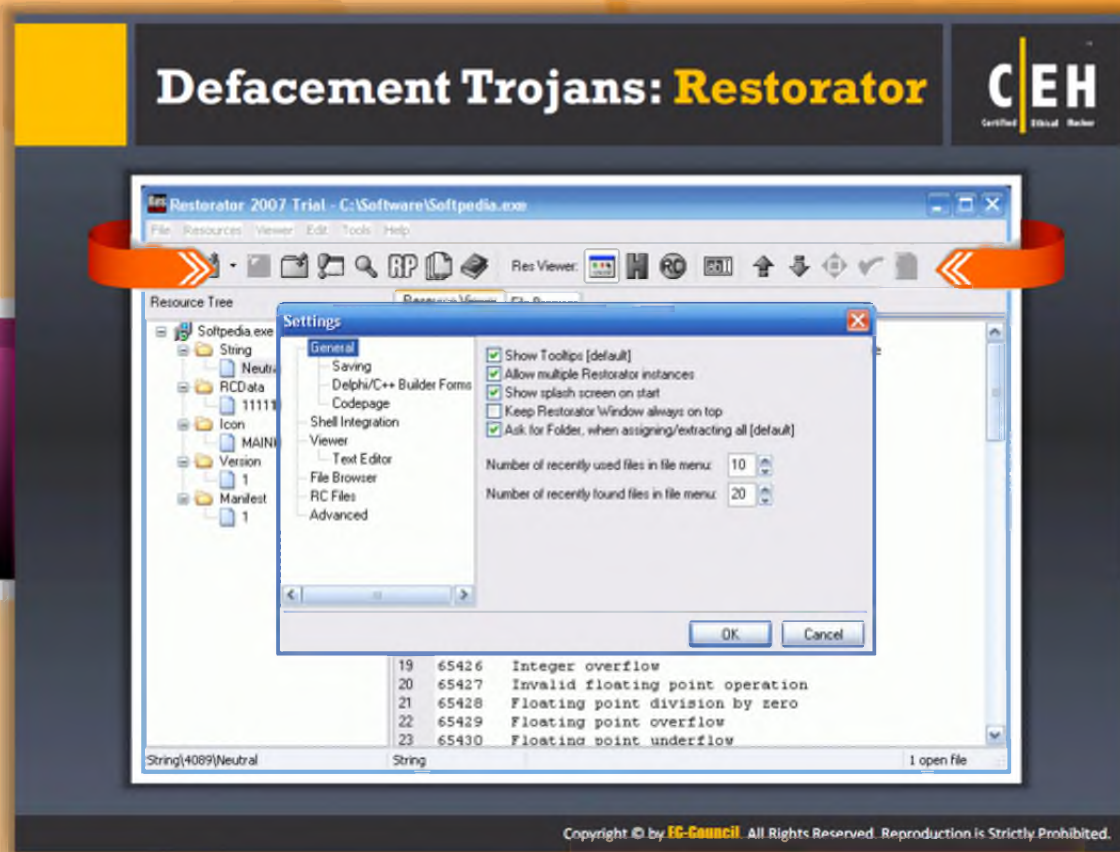 Defacement Trojans: Restorator
CEH
Certified Ethical Hacker
Res Restorator 2007 Trial - C:\Software\Softpedia.exe
File Resources Viewer Edit Tools Help
Res Viewer:
Resource Tree
Resource Viewer File Browser
Softpedia.exe
String
RCData
11111
Icon
Version
1
Manifest
1
Settings
General
Saving
Delphi/C++ Builder Forms
Codepage
Shell Integration
Viewer
Text Editor
File Browser
RC Files
Advanced
Show Tooltips [default]
Allow multiple Restorator instances
Show splash screen on start
Keep Restorator Window always on top
Ask for Folder, when assigning/extracting all [default]
Number of recently used files in file menu: 10
Number of recently found files in file menu: 20
OK Cancel
19 65426 Integer overflow
20 65427 Invalid floating point operation
21 65428 Floating point division by zero
22 65429 Floating point overflow
23 65430 Floating point underflow
String\4089\Neutral String 1 open file
Copyright © by EC-Council. All Rights Reserved. Reproduction is Strictly Prohibited.